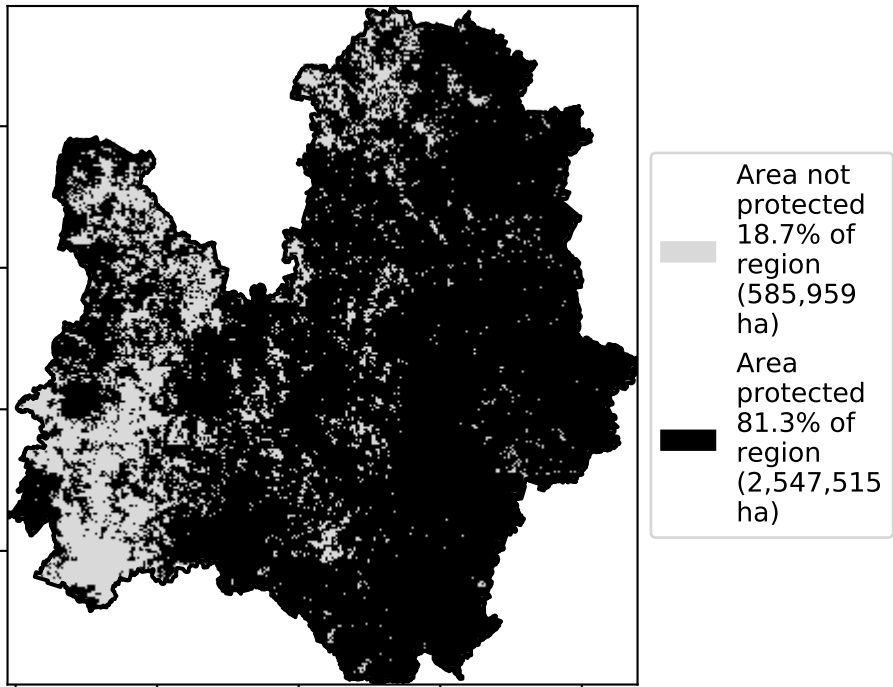 Area not
protected
18.7% of
region
(585,959
ha)
Area
protected
81.3% of
region
(2,547,515
ha)